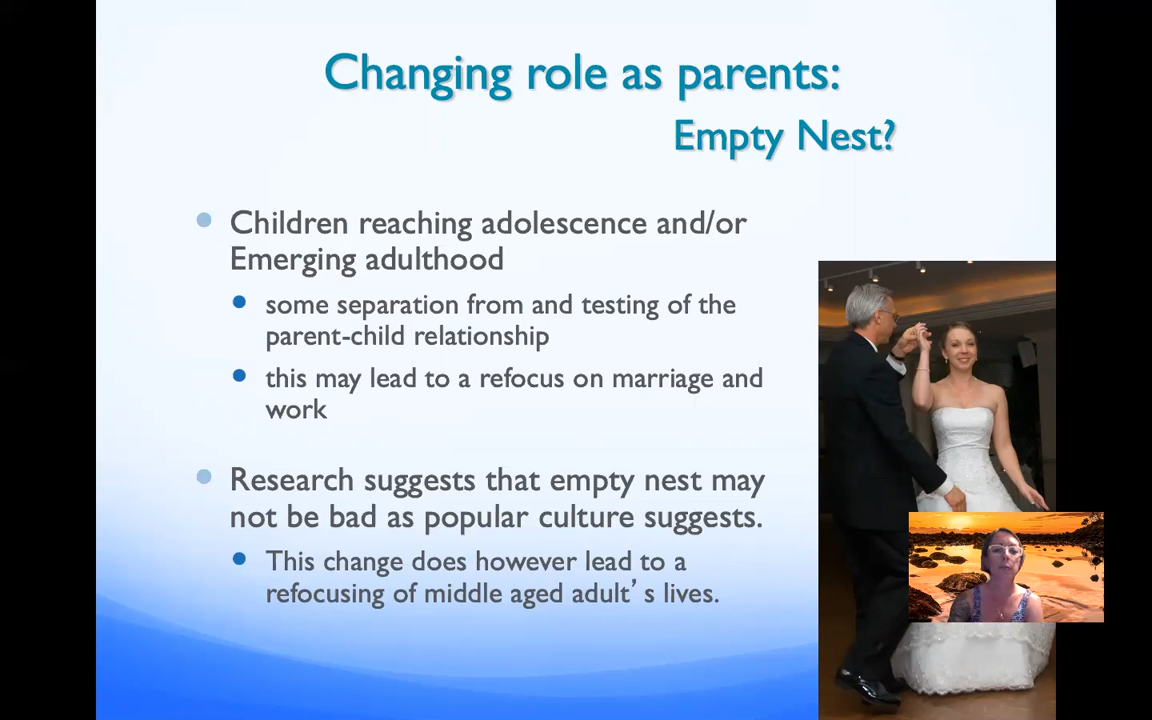 Changing role as parents:
Empty Nest?
Children reaching adolescence and/or
Emerging adulthood
some separation from and testing of the
parent-child relationship
this may lead to a refocus on marriage and
work
Research suggests that empty nest may
not be bad as popular culture suggests.
This change does however lead to a
refocusing of middle aged adult’s lives.